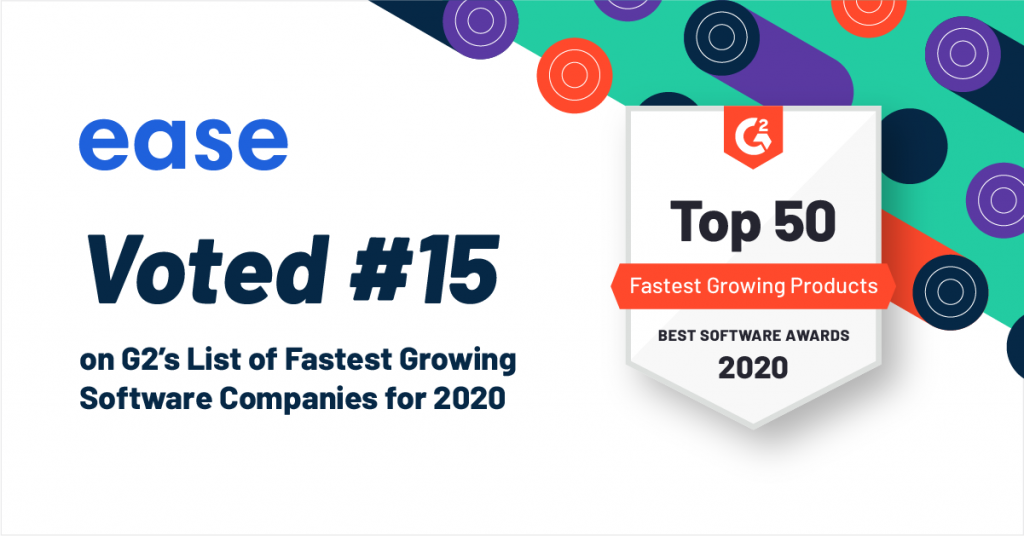 ease
Voted #15
on G2’s List of Fastest Growing
Software Companies for 2020
G2
Top 50
Fastest Growing Products
BEST SOFTWARE AWARDS
2020